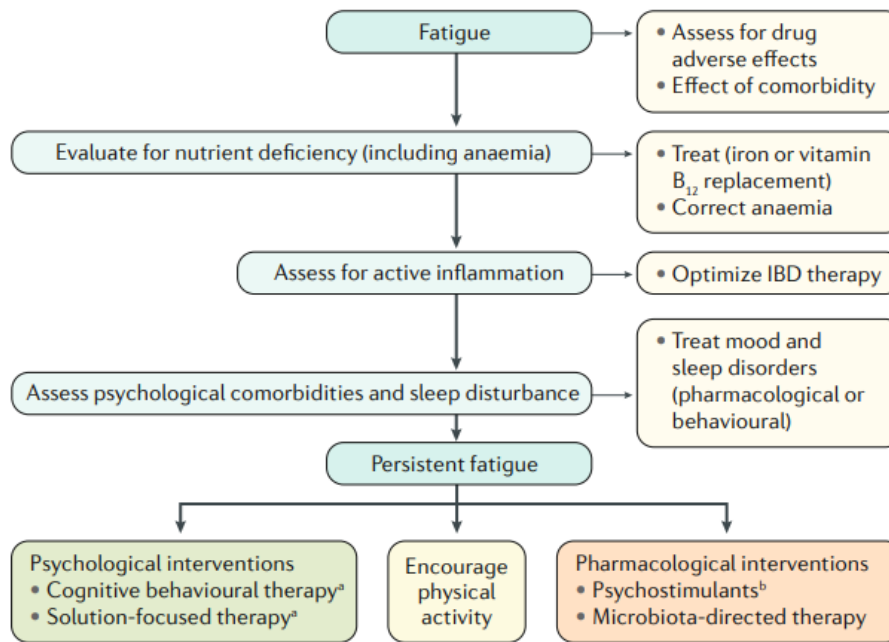 Fatigue
• Assess for drug
adverse effects
• Effect of comorbidity
Evaluate for nutrient deficiency (including anaemia)
• Treat (iron or vitamin
B₁₂ replacement)
• Correct anaemia
Assess for active inflammation
• Optimize IBD therapy
Assess psychological comorbidities and sleep disturbance
• Treat mood and
sleep disorders
(pharmacological or
behavioural)
Persistent fatigue
Psychological interventions
• Cognitive behavioural therapyᵃ
• Solution-focused therapyᵃ
Encourage
physical
activity
Pharmacological interventions
• Psychostimulantsᵇ
• Microbiota-directed therapy